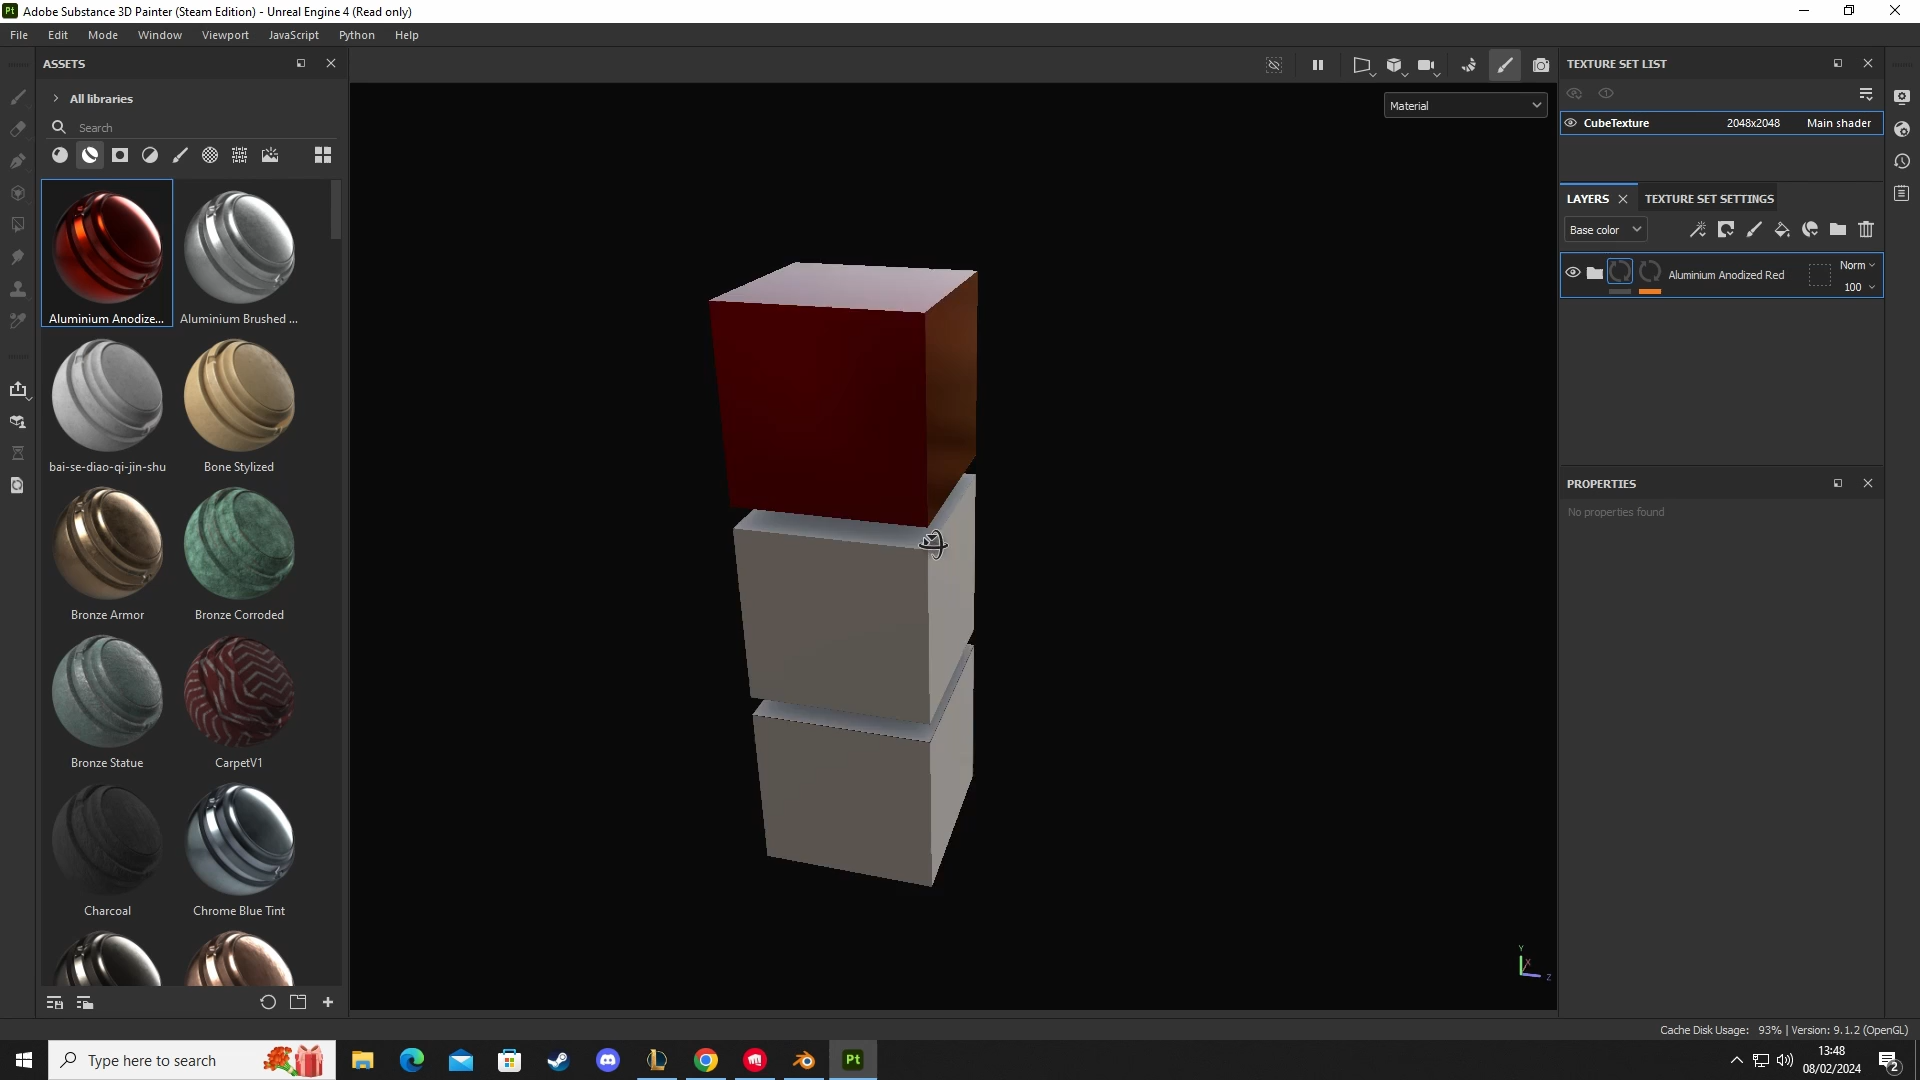 Pt Adobe Substance 3D Painter (Steam Edition) - Unreal Engine 4 (Read only)
File Edit Mode Window Viewport JavaScript Python Help
ASSETS
All libraries
Search
Aluminium Anodize...
Aluminium Brushed ...
bai-se-diao-qi-jin-shu
Bone Stylized
Bronze Armor
Bronze Corroded
Bronze Statue
CarpetV1
Charcoal
Chrome Blue Tint
Material
Y
X
Z
TEXTURE SET LIST
CubeTexture 2048x2048 Main shader
LAYERS TEXTURE SET SETTINGS
Base color
Aluminium Anodized Red
Norm
100
PROPERTIES
No properties found
Cache Disk Usage: 93% | Version: 9.1.2 (OpenGL)
Type here to search
Pt
13:48
08/02/2024
2